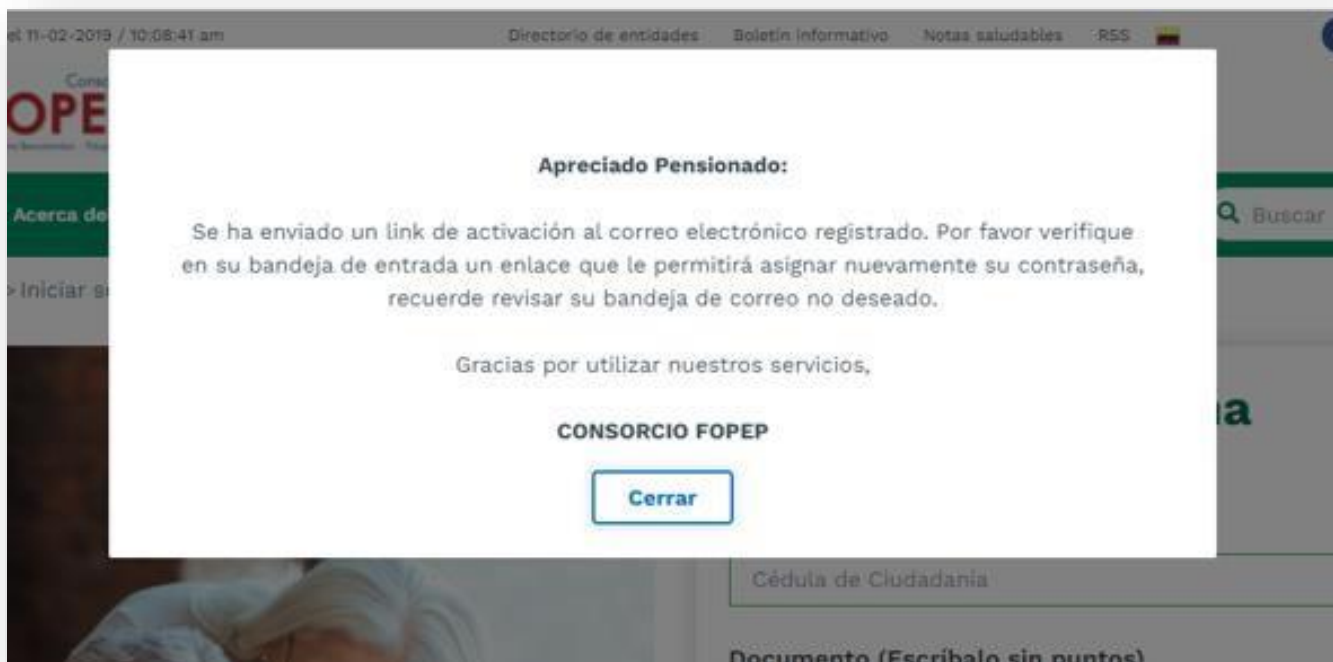 el 11-02-2019 / 10:08:41 am Directorio de entidades Boletín informativo Notas saludables RSS
OPE
Acerca de
Buscar
> Iniciar s
Apreciado Pensionado:
Se ha enviado un link de activación al correo electrónico registrado. Por favor verifique
en su bandeja de entrada un enlace que le permitirá asignar nuevamente su contraseña,
recuerde revisar su bandeja de correo no deseado.
Gracias por utilizar nuestros servicios,
CONSORCIO FOPEP
Cerrar
a
Cédula de Ciudadania
Documento (Escríbalo sin puntos)